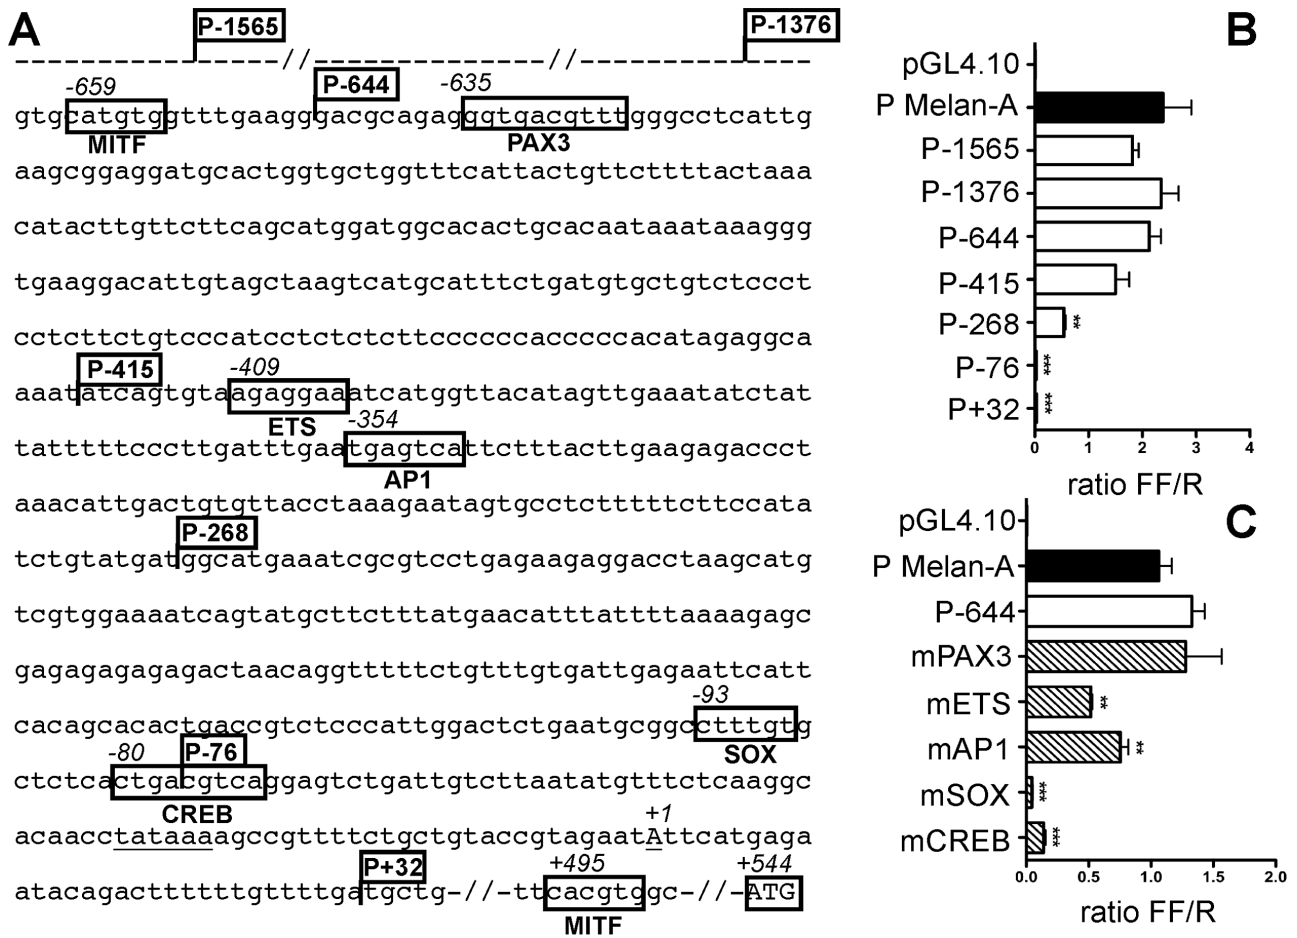 A
P-1565
P-1376
-659
P-644
-635
gtgcatgtggtttgaagggacgcagagggtgacgtttgggcctcattg
MITF
PAX3
aagcggaggatgcactggtgctggtttcattactgttcttttactaaa
catacttgttcttcagcatggatggcacactgcacaataaataaaggg
tgaaggacattgtagctaagtcatgcatttctgatgtgctgtctccct
cctcttctgtcccatcctctctcttccccccaccccacatagaggca
P-415
-409
aaatatcagtgtaagaggaaatcatggttacatagttgaaatatctat
ETS
-354
tatttttcccttgatttgaatgagtcattctttacttgaagagaccct
AP1
aaacattgactgtgttacctaaagaatagtgcctctttttcttccata
P-268
tctgtatgatggcatgaaatcgcgtcctgagaagaggacctaagcatg
tcgtggaaaatcagtatgcttctttatgaacatttattttaaaagagc
gagagagagagactaacaggtttttctgtttgtgattgagaattcatt
-93
cacagcacactgaccgtctcccattggactctgaatgcggcctttgtg
SOX
-80
P-76
ctctcactgacgtcaggagtctgattgtcttaatatgtttctcaaggc
CREB
+1
acaacctataaaagccgttttctgctgtaccgtagaatAttcatgaga
P+32
+495
+544
atacagactttttttgttttgatgctg-//-ttcacgtggc-//-ATG
MITF
B
pGL4.10
P Melan-A
P-1565
P-1376
P-644
P-415
P-268 **
P-76 ***
P+32 ***
0 1 2 3 4
ratio FF/R
C
pGL4.10
P Melan-A
P-644
mPAX3
mETS **
mAP1 **
mSOX ***
mCREB ***
0.0 0.5 1.0 1.5 2.0
ratio FF/R